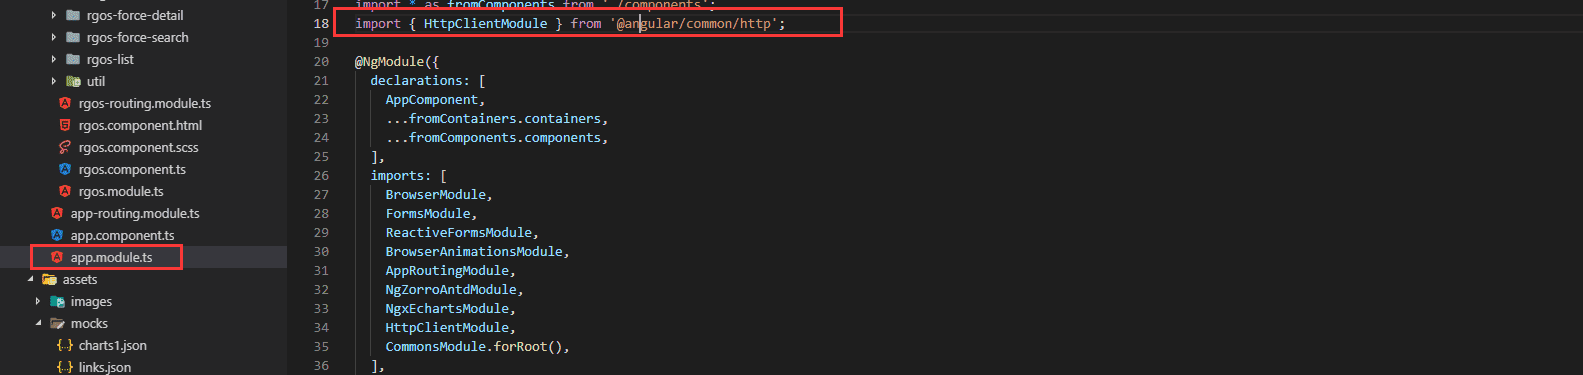 rgos-force-detail
rgos-force-search
rgos-list
util
rgos-routing.module.ts
rgos.component.html
rgos.component.scss
rgos.component.ts
rgos.module.ts
app-routing.module.ts
app.component.ts
app.module.ts
assets
images
mocks
charts1.json
links.json
17 import * as fromComponents from './components';
18 import { HttpClientModule } from '@angular/common/http';
19
20 @NgModule({
21 declarations: [
22 AppComponent,
23 ...fromContainers.containers,
24 ...fromComponents.components,
25 ],
26 imports: [
27 BrowserModule,
28 FormsModule,
29 ReactiveFormsModule,
30 BrowserAnimationsModule,
31 AppRoutingModule,
32 NgZorroAntdModule,
33 NgxEchartsModule,
34 HttpClientModule,
35 CommonsModule.forRoot(),
36 ],